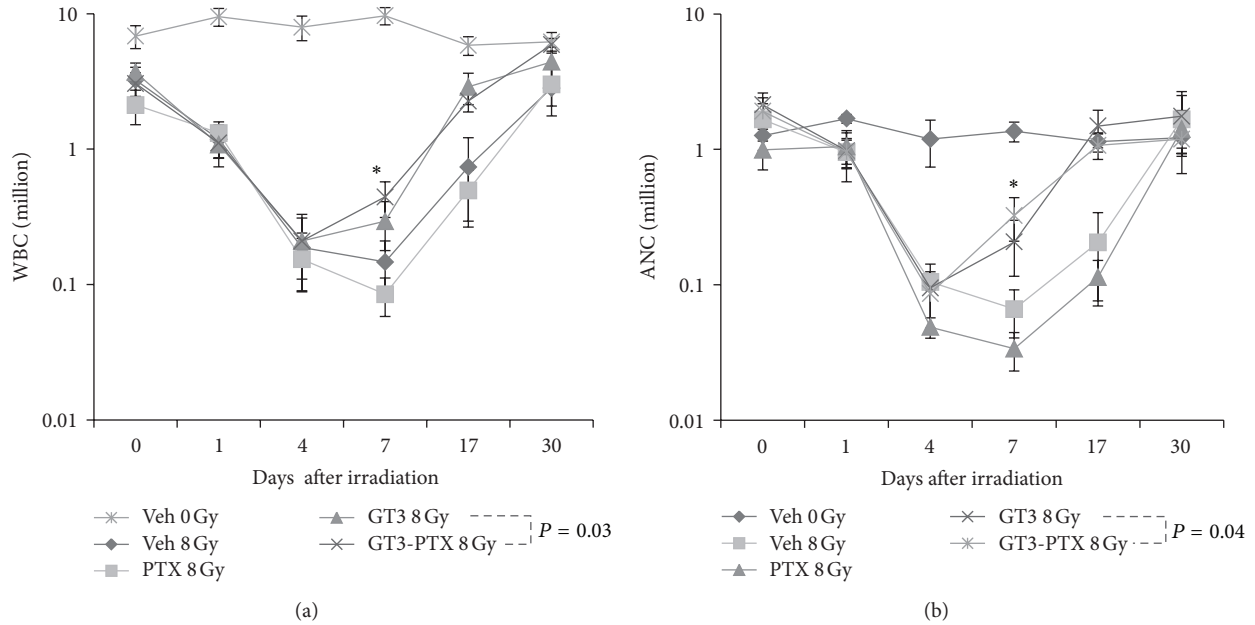 10
1
0.1
0.01
WBC (million)
*
0 1 4 7 17 30
Days after irradiation
Veh 0 Gy
Veh 8 Gy
PTX 8 Gy
GT3 8 Gy
GT3-PTX 8 Gy
P = 0.03
(a)
10
1
0.1
0.01
ANC (million)
*
0 1 4 7 17 30
Days after irradiation
Veh 0 Gy
Veh 8 Gy
PTX 8 Gy
GT3 8 Gy
GT3-PTX 8 Gy
P = 0.04
(b)